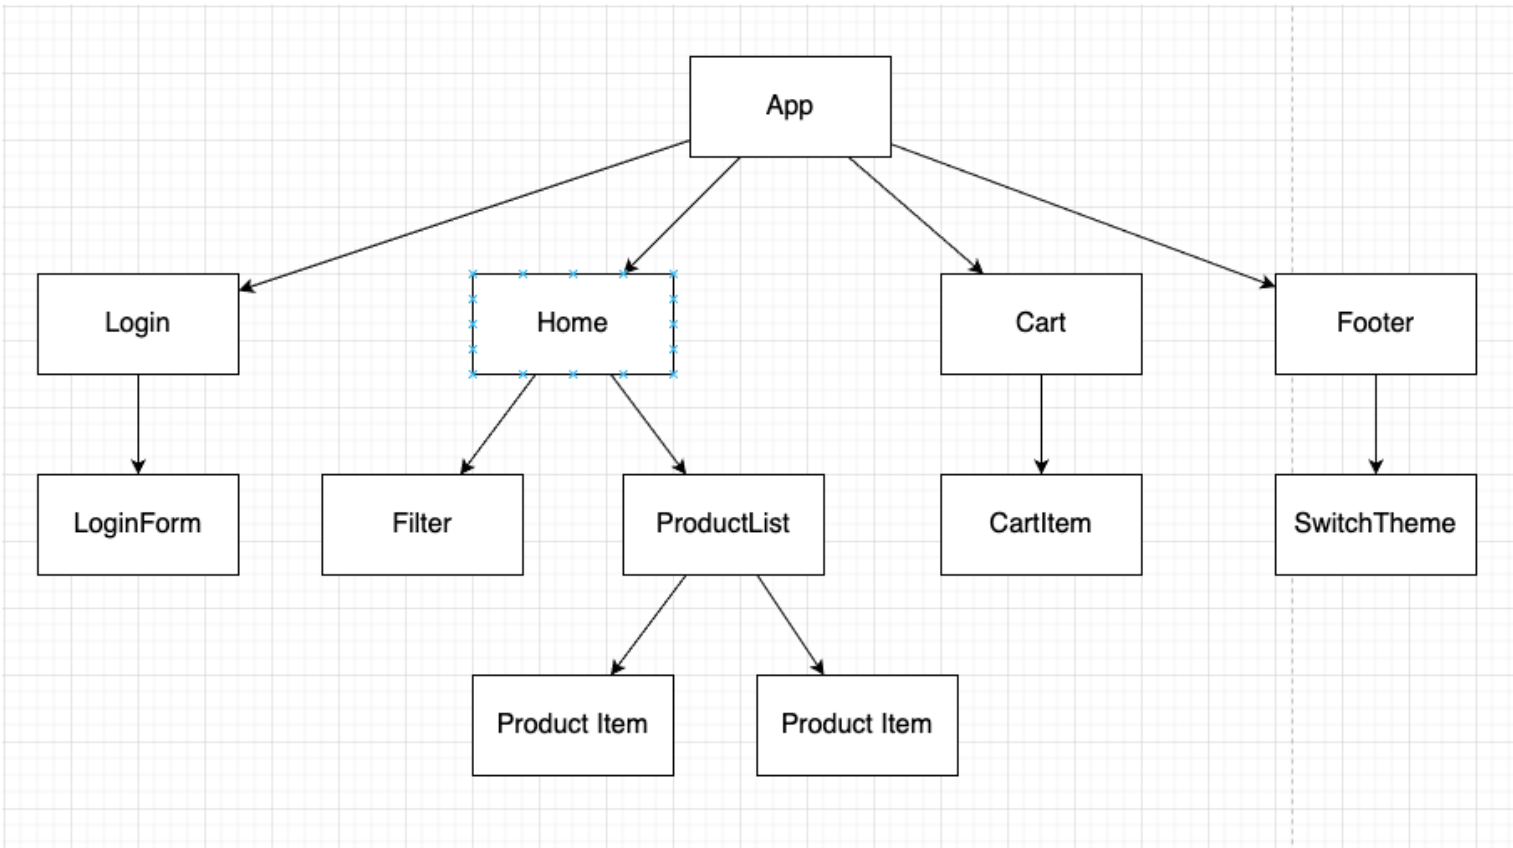 App
Login
Home
Cart
Footer
LoginForm
Filter
ProductList
CartItem
SwitchTheme
Product Item
Product Item